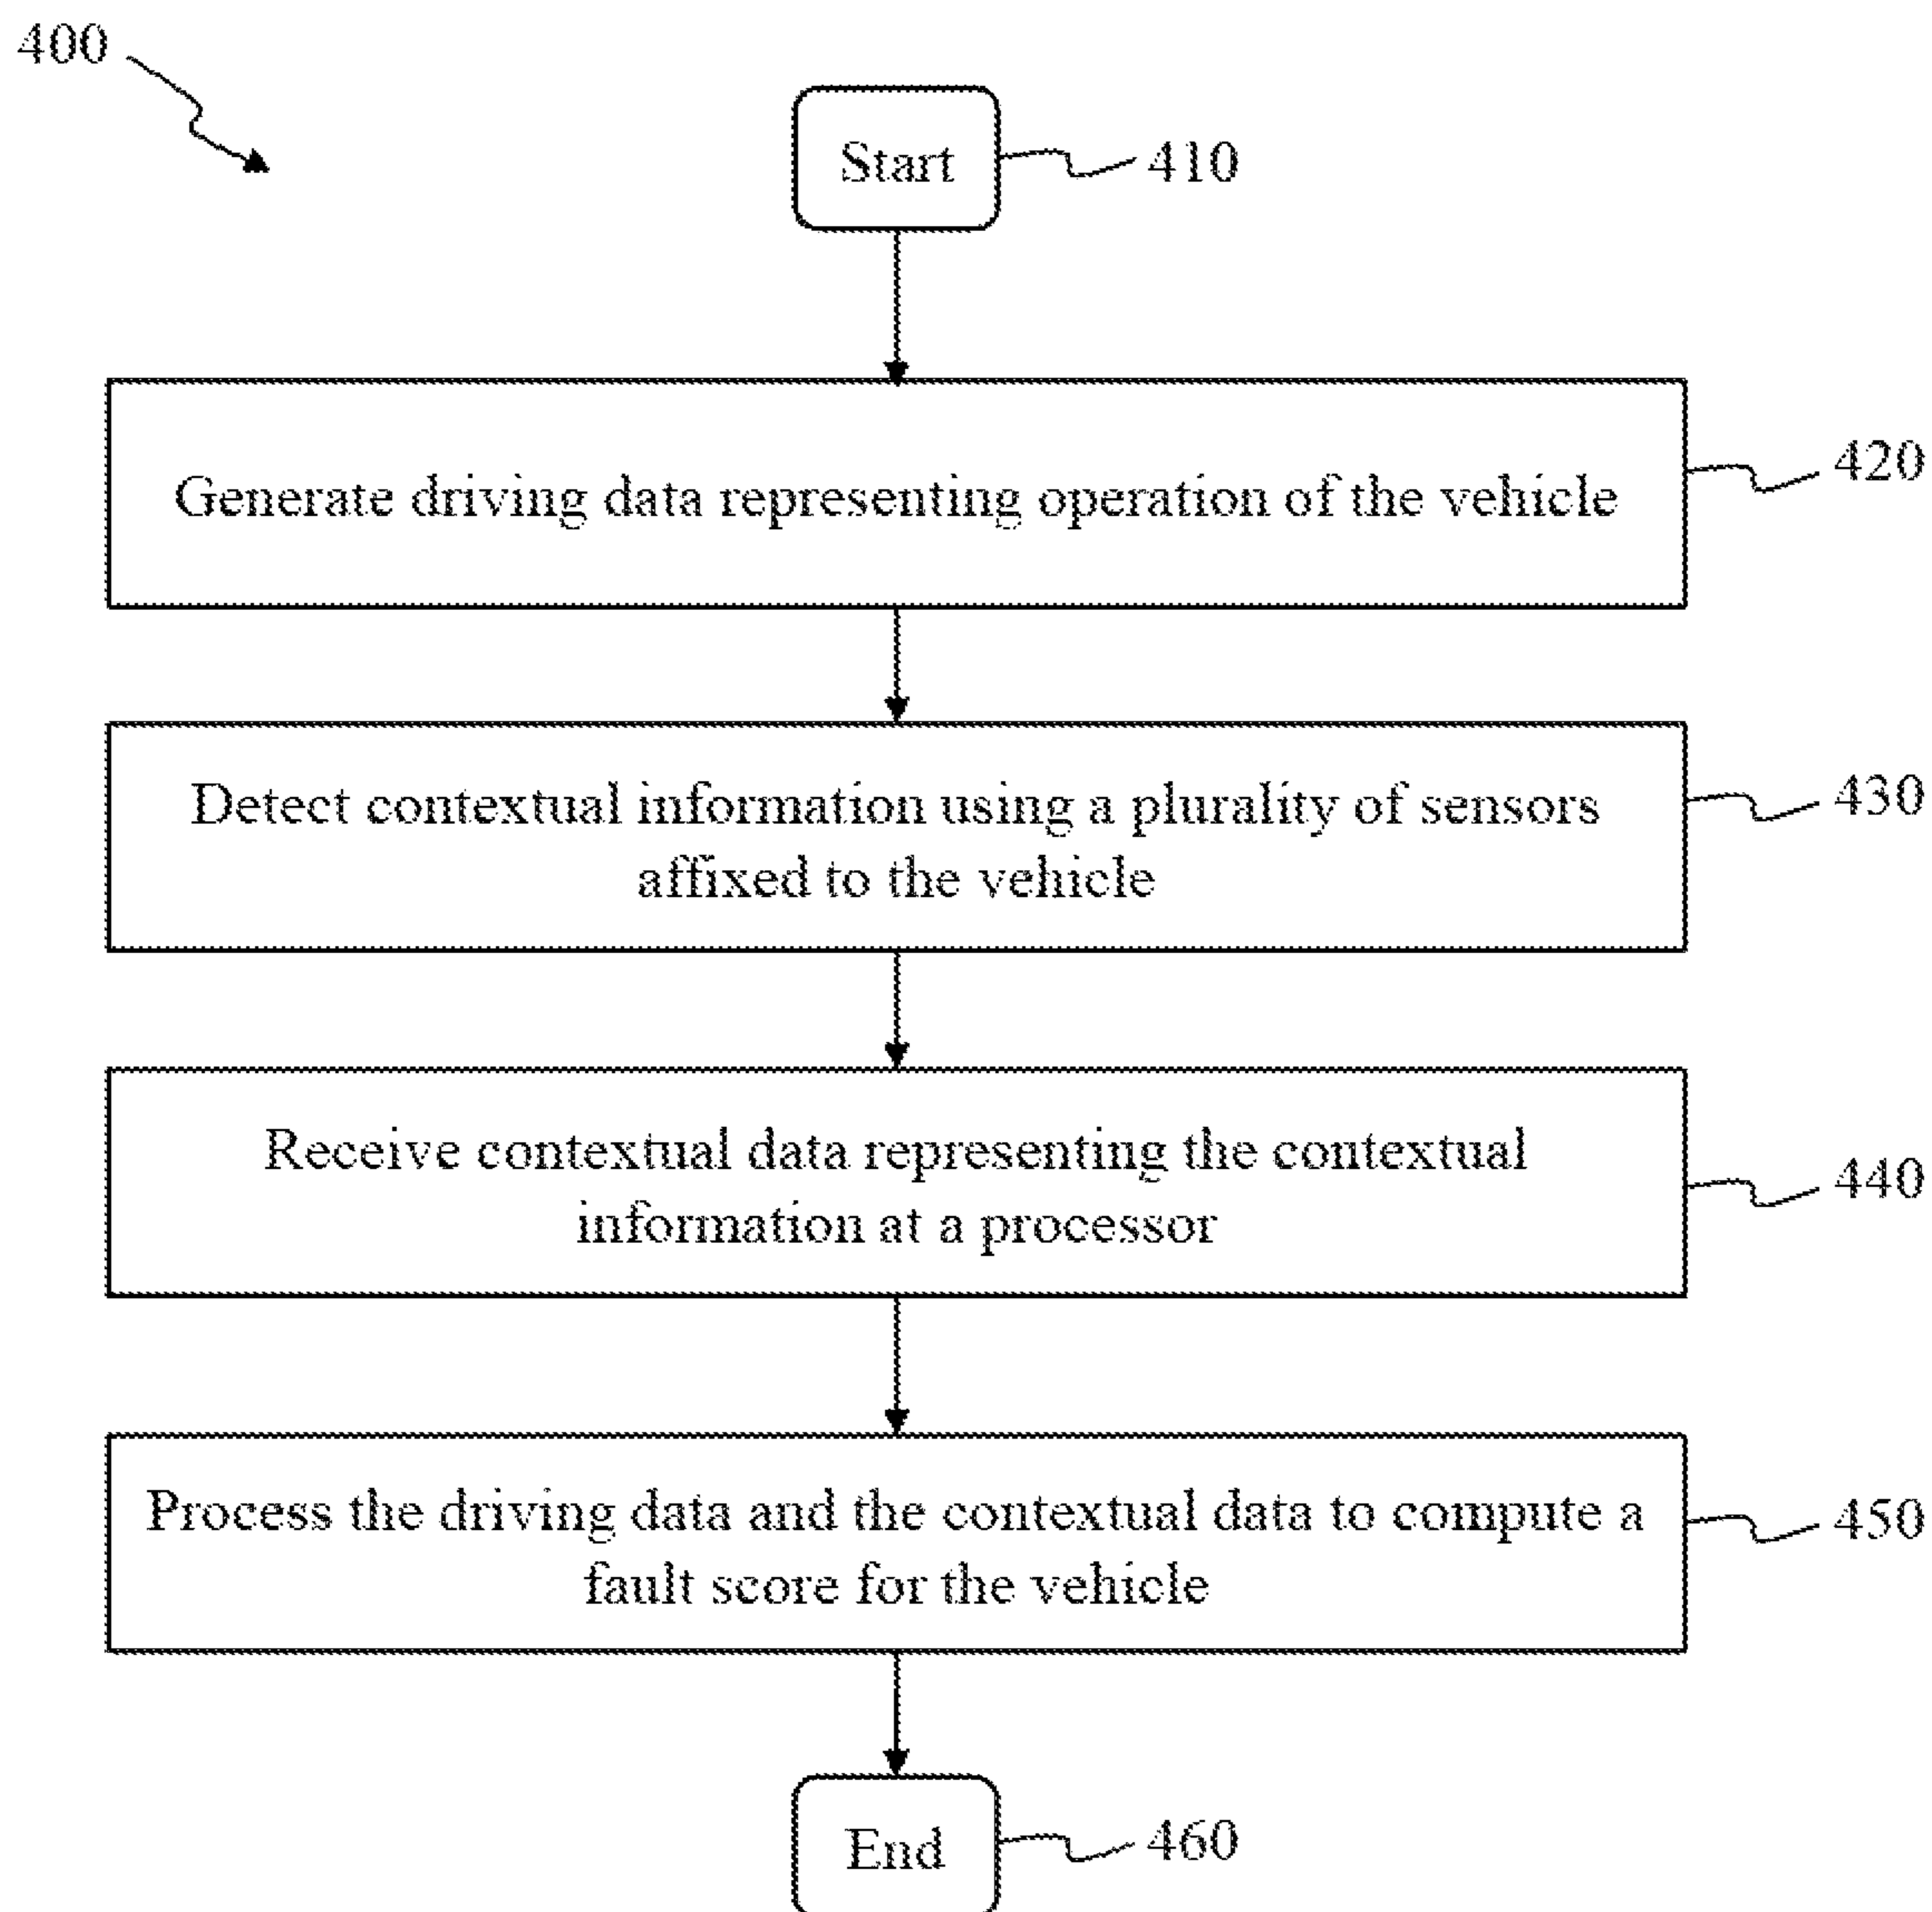 400
Start
410
Generate driving data representing operation of the vehicle
420
Detect contextual information using a plurality of sensors
affixed to the vehicle
430
Receive contextual data representing the contextual
information at a processor
440
Process the driving data and the contextual data to compute a
fault score for the vehicle
450
End
460